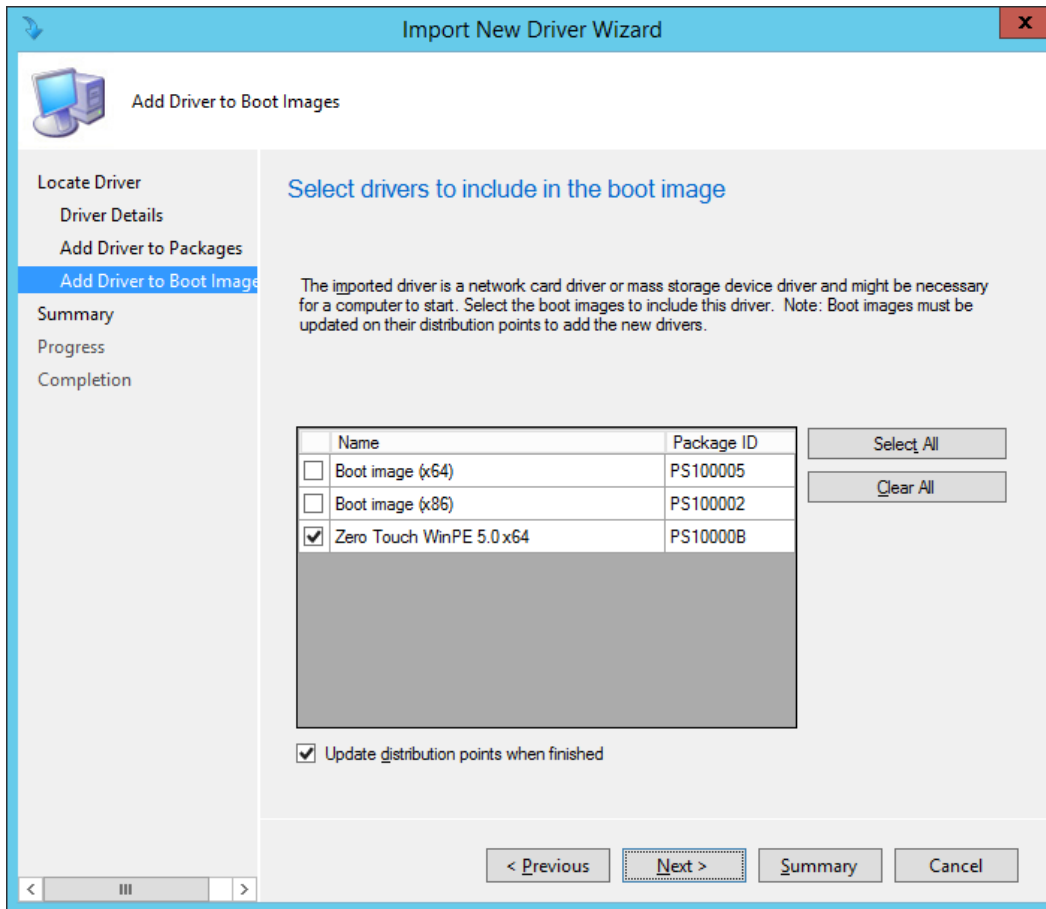 Import New Driver Wizard
x
Add Driver to Boot Images
Locate Driver
Driver Details
Add Driver to Packages
Add Driver to Boot Image
Summary
Progress
Completion
Select drivers to include in the boot image
The imported driver is a network card driver or mass storage device driver and might be necessary
for a computer to start. Select the boot images to include this driver.  Note: Boot images must be
updated on their distribution points to add the new drivers.
Name Package ID
Boot image (x64) PS100005
Boot image (x86) PS100002
Zero Touch WinPE 5.0 x64 PS10000B
Select All
Clear All
Update distribution points when finished
< Previous Next > Summary Cancel